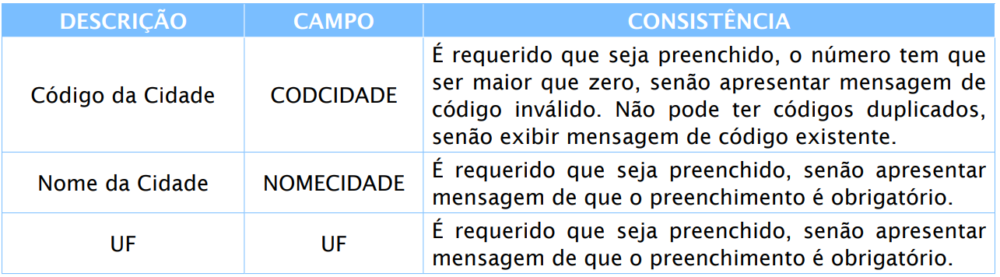 DESCRIÇÃO CAMPO CONSISTÊNCIA
Código da Cidade CODCIDADE
É requerido que seja preenchido, o número tem que
ser maior que zero, senão apresentar mensagem de
código inválido. Não pode ter códigos duplicados,
senão exibir mensagem de código existente.
Nome da Cidade NOMECIDADE
É requerido que seja preenchido, senão apresentar
mensagem de que o preenchimento é obrigatório.
UF UF
É requerido que seja preenchido, senão apresentar
mensagem de que o preenchimento é obrigatório.